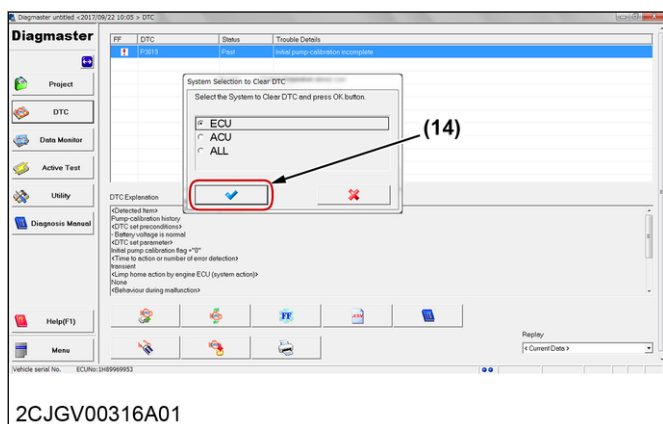 Diagmaster untitled <2017/09/22 10:05 > DTC
Diagmaster
Project
DTC
Data Monitor
Active Test
Utility
Diagnosis Manual
Help(F1)
Menu
FF DTC Status Trouble Details
P3019 Past Initial pump-calibration incomplete
System Selection to Clear DTC
Select the System to Clear DTC and press OK button.
ECU
ACU
ALL
(14)
DTC Explanation
<Detected Item>
Pump-calibration history
<DTC set preconditions>
- Battery voltage is normal
<DTC set parameter>
Initial pump calibration flag ="0"
<Time to action or number of error detection>
transient
<Limp home action by engine ECU (system action)>
None
<Behaviour during malfunction>
FF
.csv
Replay
< Current Data >
Vehicle serial No. ECUNo:1H89969953
2CJGV00316A01